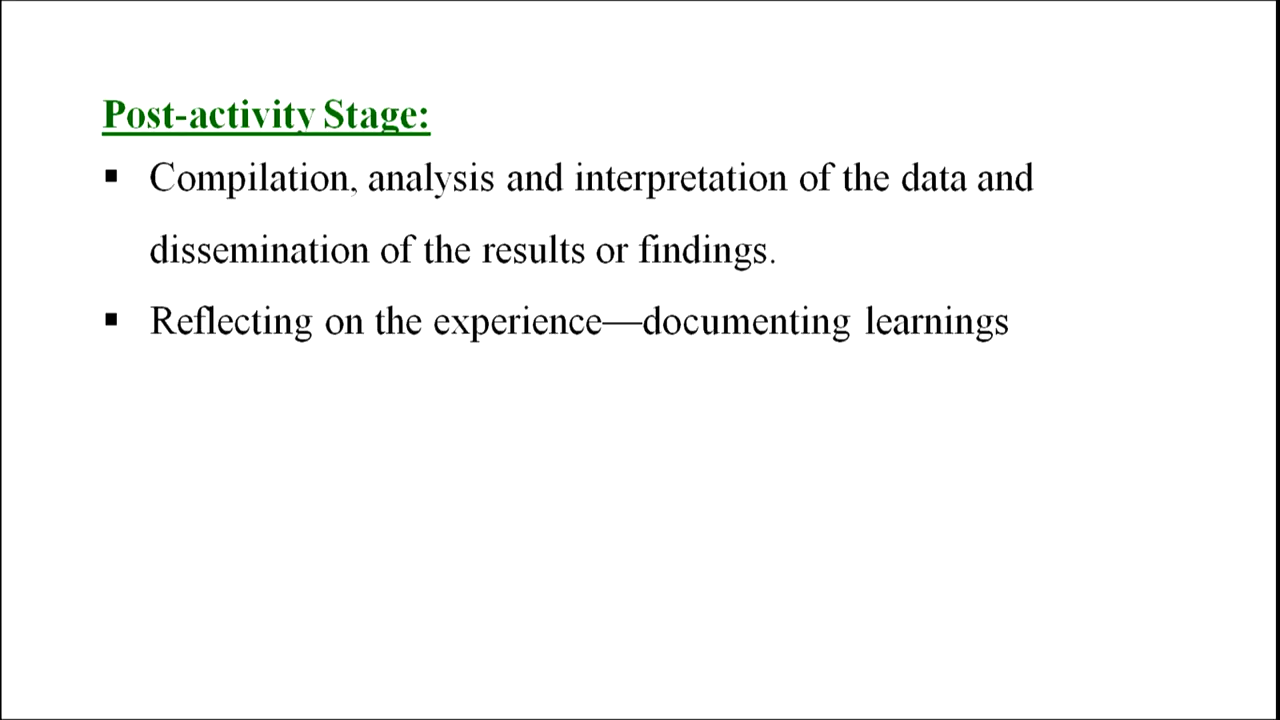 Post-activity Stage:
▪ Compilation, analysis and interpretation of the data and
dissemination of the results or findings.
▪ Reflecting on the experience—documenting learnings